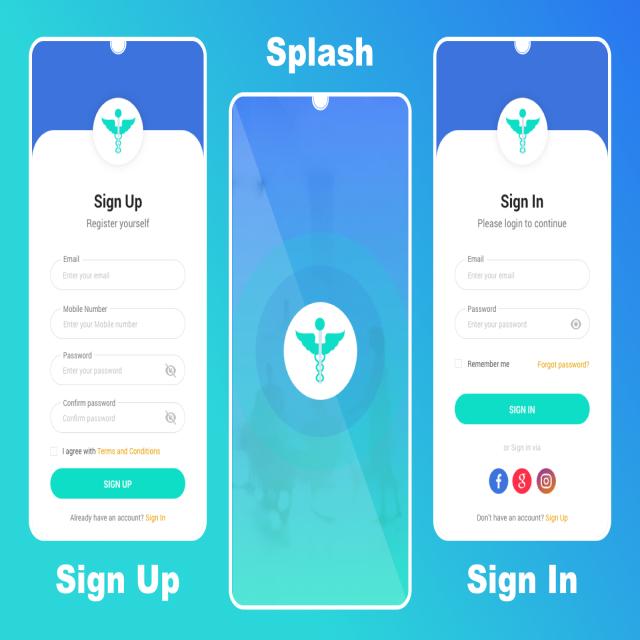 Splash
Sign Up
Register yourself
Email
Enter your email
Mobile Number
Enter your Mobile number
Password
Enter your password
Confirm password
Confirm password
I agree with Terms and Conditions
SIGN UP
Already have an account? Sign In
Sign Up
Sign In
Please login to continue
Email
Enter your email
Password
Enter your password
Remember me
Forgot password?
SIGN IN
or Sign in via
Don't have an account? Sign Up
Sign In